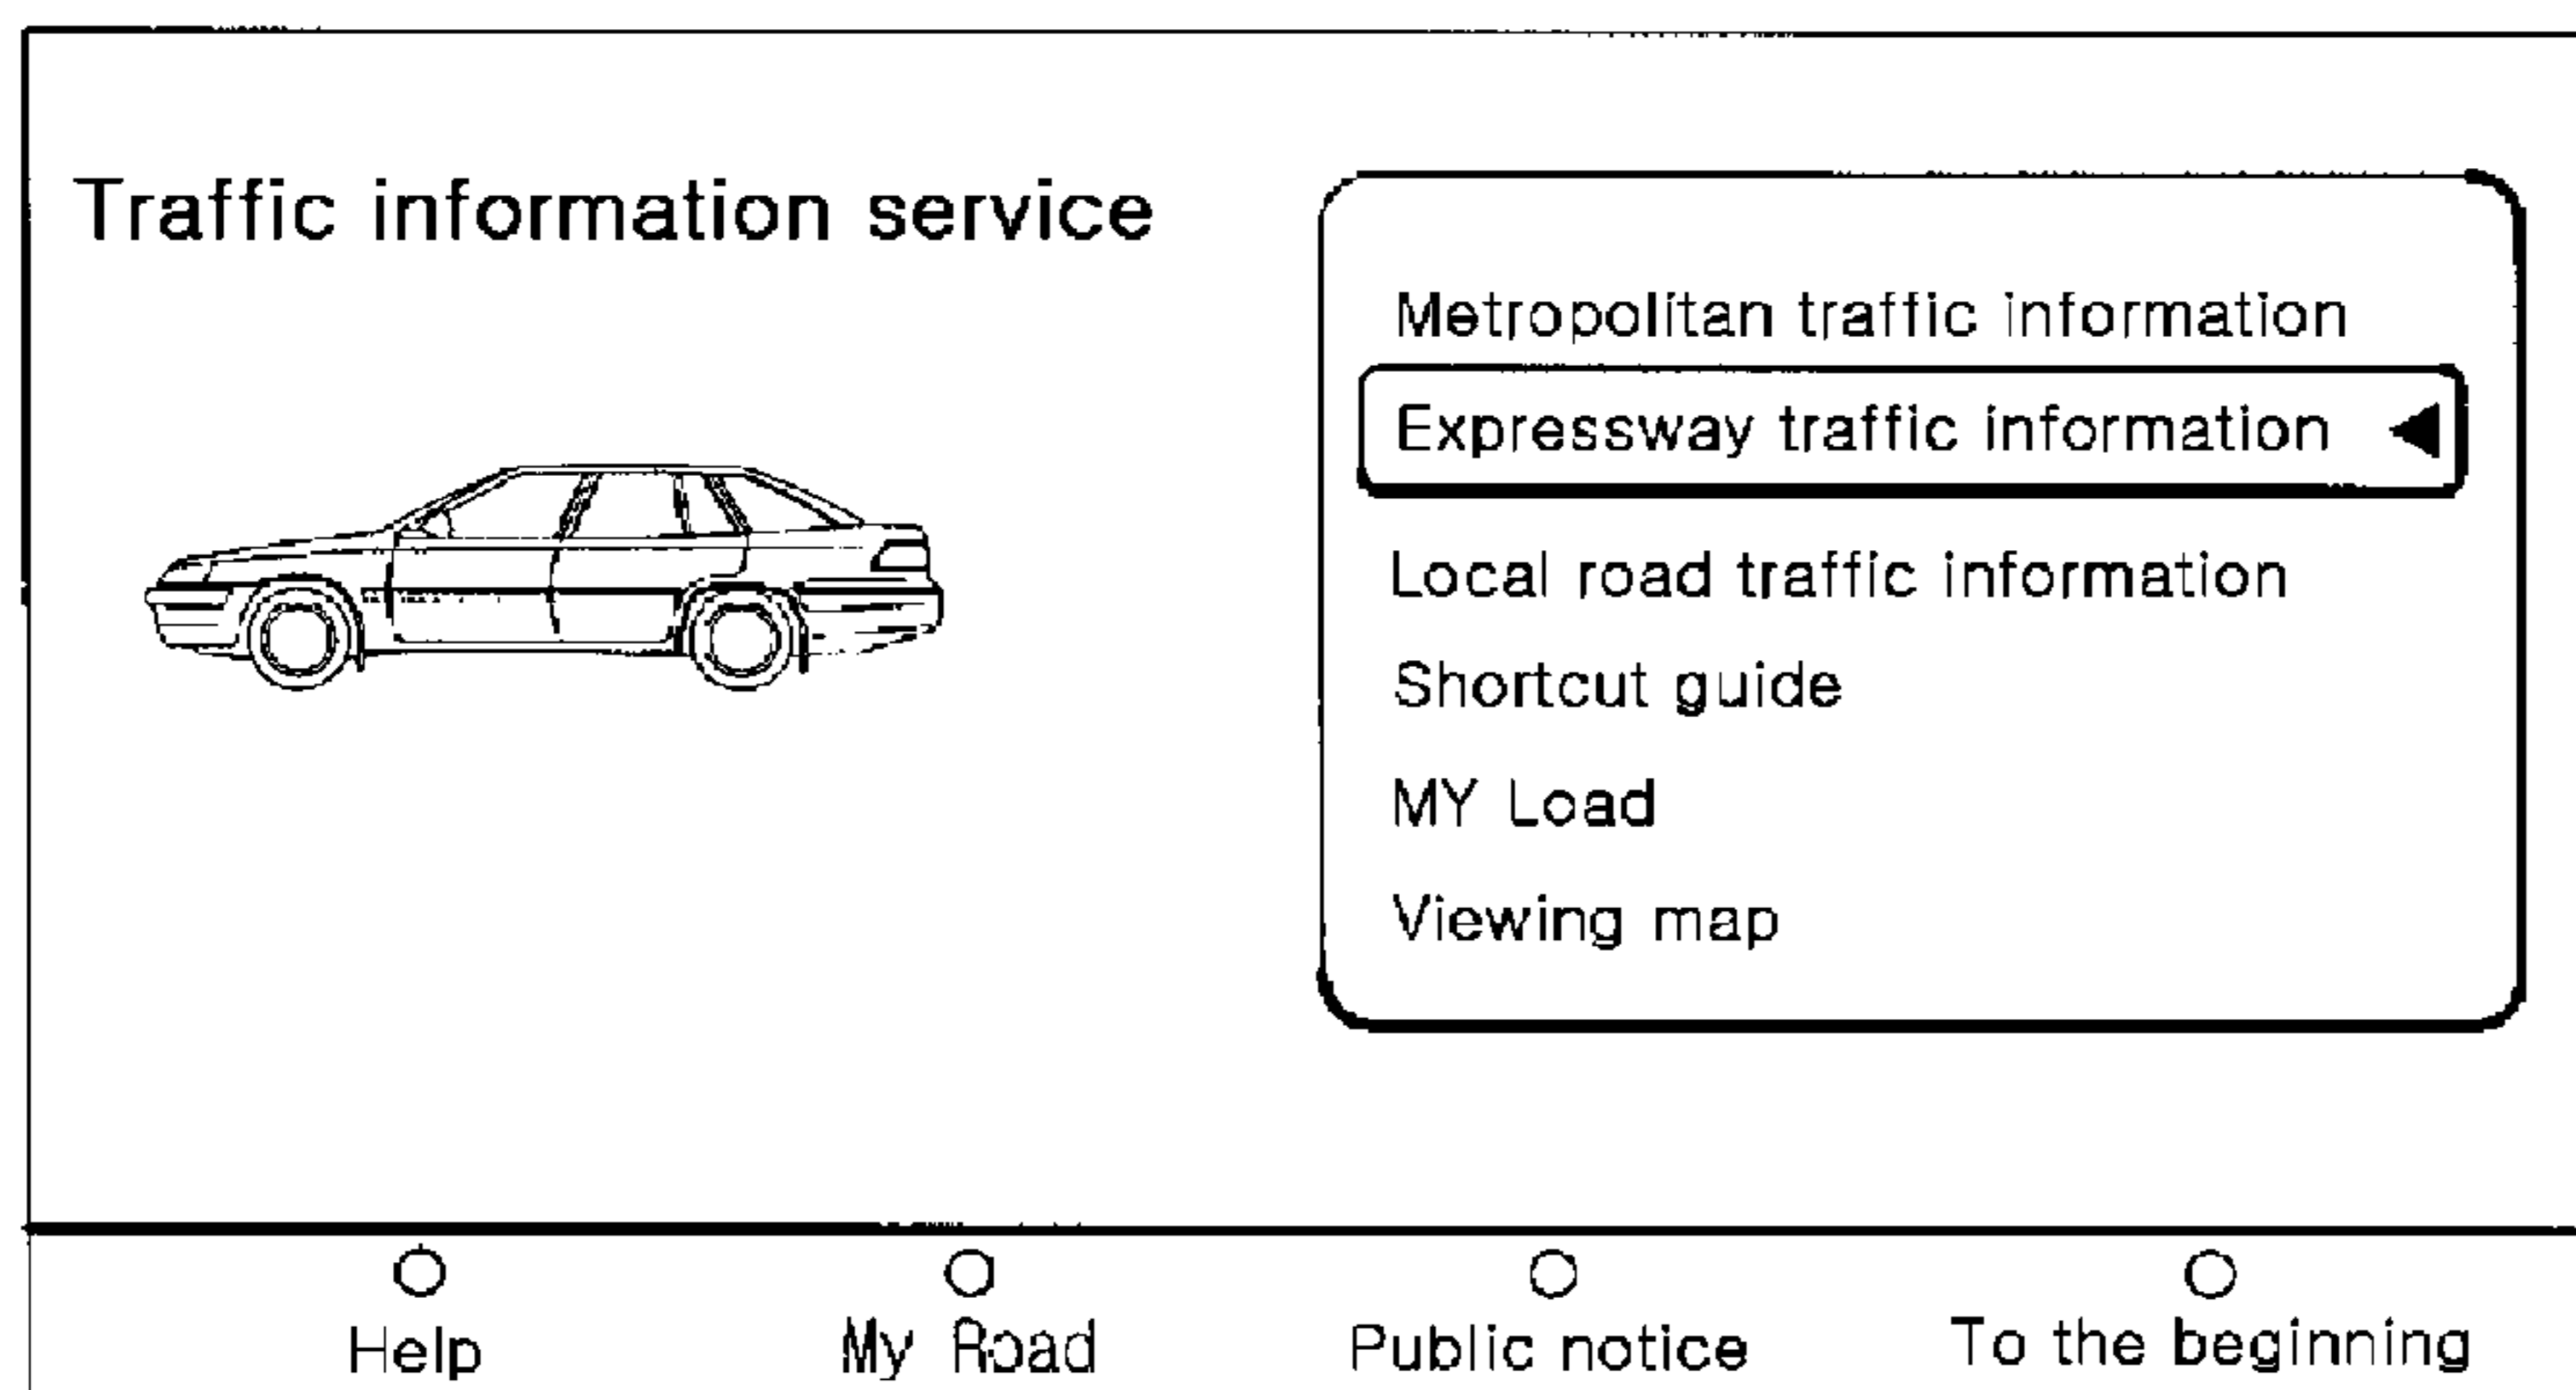 Traffic information service
Metropolitan traffic information
Expressway traffic information
Local road traffic information
Shortcut guide
MY Load
Viewing map
Help
My Road
Public notice
To the beginning